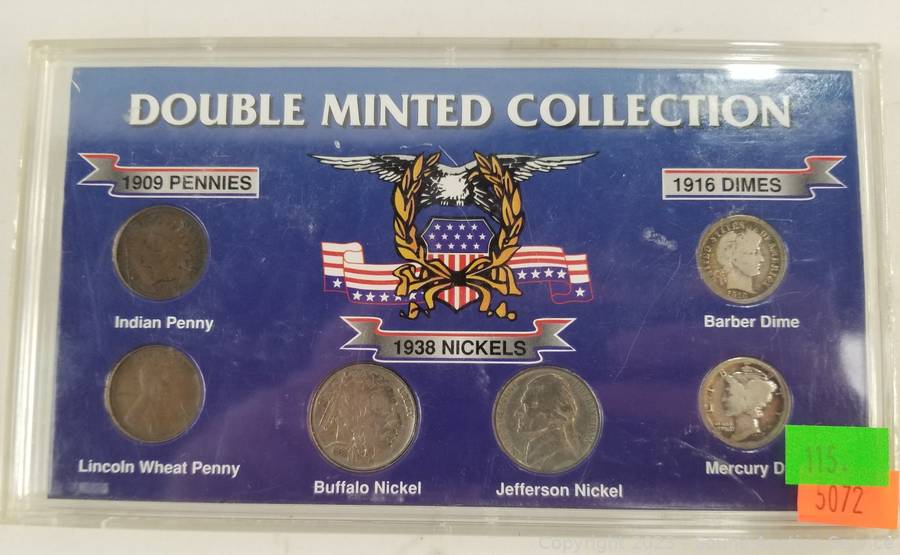 DOUBLE MINTED COLLECTION
1909 PENNIES
1916 DIMES
Indian Penny
Barber Dime
1938 NICKELS
Lincoln Wheat Penny
Mercury D
Buffalo Nickel
Jefferson Nickel
115.
5072